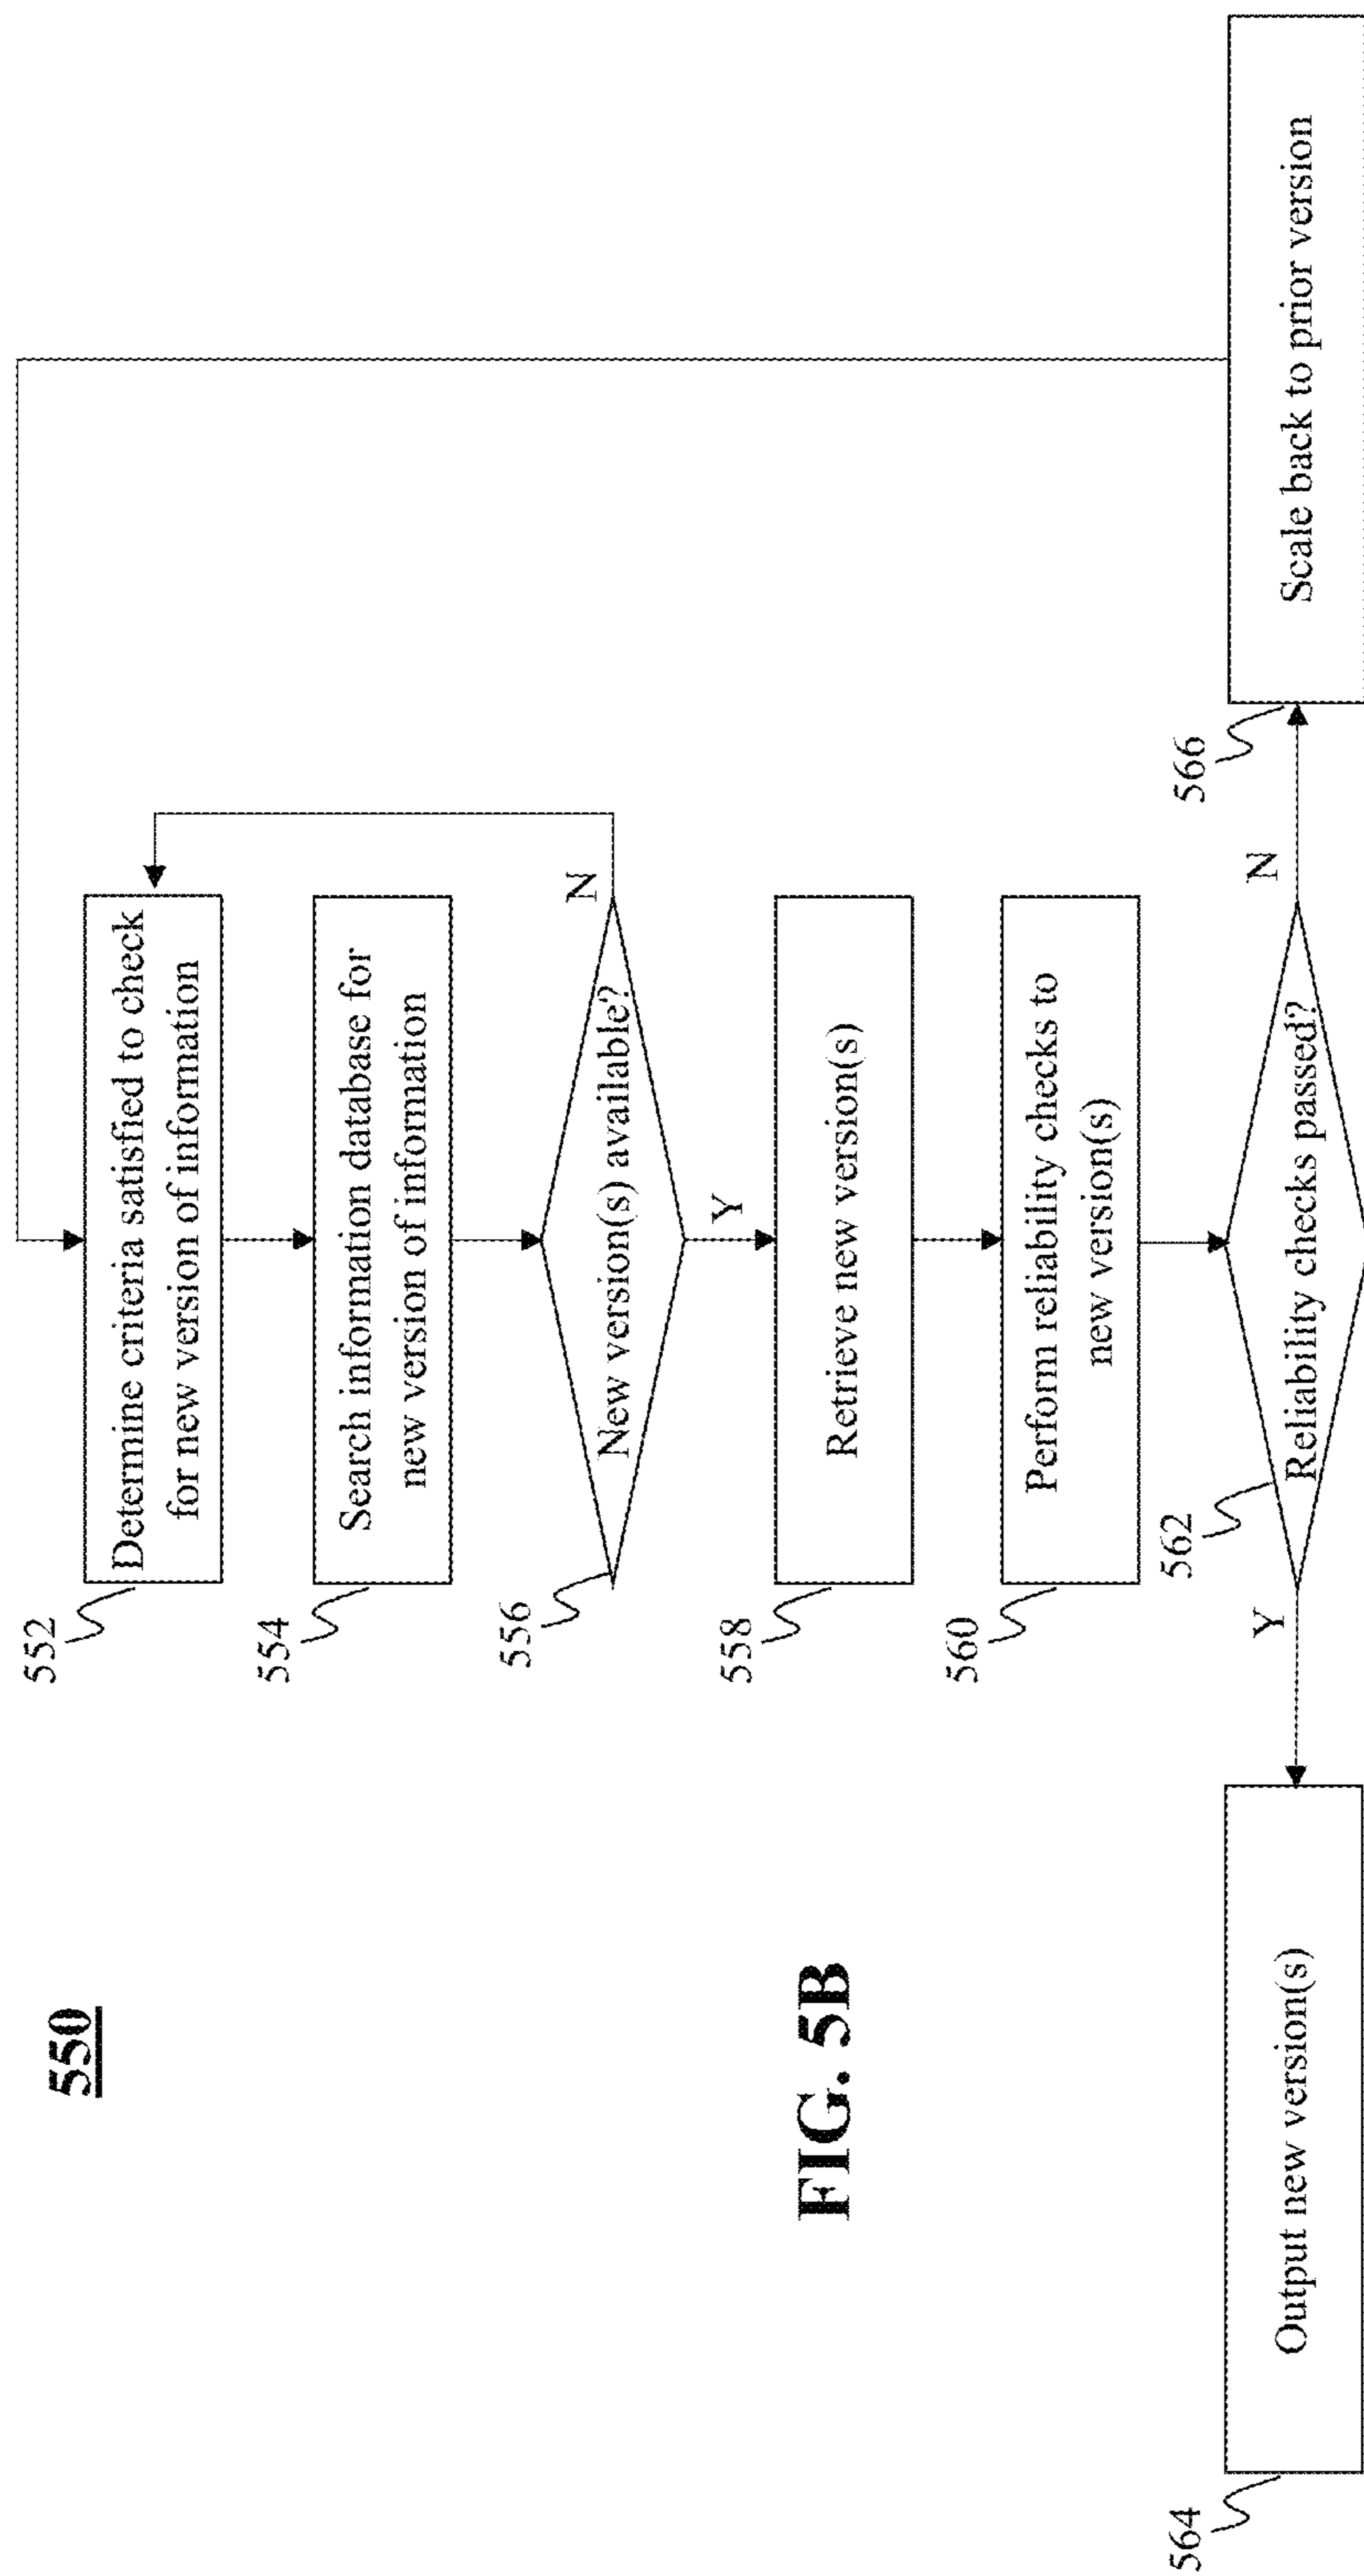 550
552
Determine criteria satisfied to check
for new version of information
554
Search information database for
new version of information
556
New version(s) available?
N
Y
558
Retrieve new version(s)
560
Perform reliability checks to
new version(s)
562
Reliability checks passed?
Y
N
564
Output new version(s)
566
Scale back to prior version
FIG. 5B